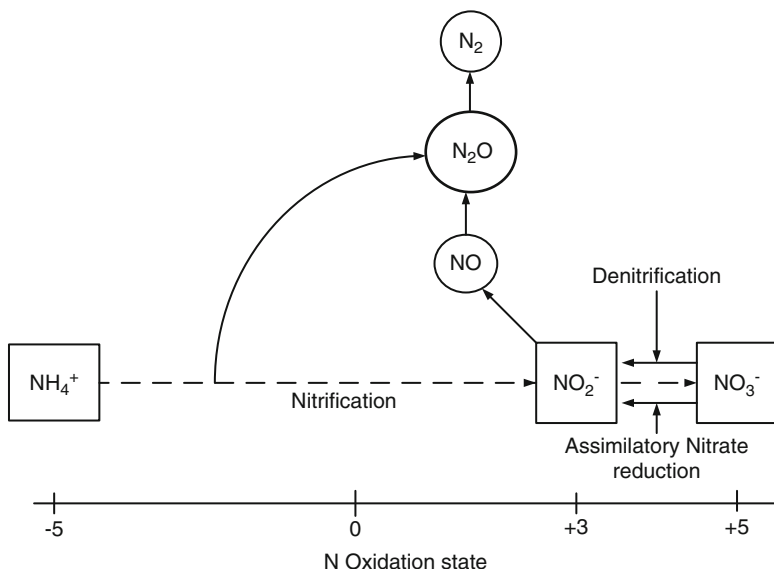 N₂
N₂O
NO
Denitrification
NH₄⁺
NO₂⁻
NO₃⁻
Nitrification
Assimilatory Nitrate
reduction
-5
0
+3
+5
N Oxidation state